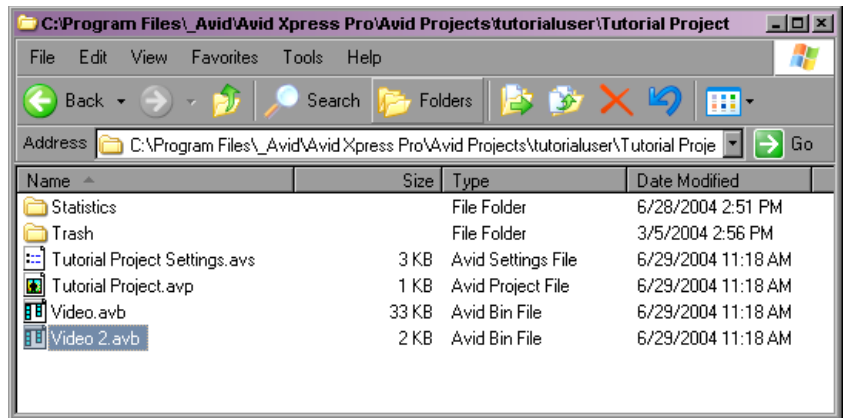 C:\Program Files\_Avid\Avid Xpress Pro\Avid Projects\tutorialuser\Tutorial Project
File Edit View Favorites Tools Help
Back Search Folders
Address C:\Program Files\_Avid\Avid Xpress Pro\Avid Projects\tutorialuser\Tutorial Proje Go
Name Size Type Date Modified
Statistics File Folder 6/28/2004 2:51 PM
Trash File Folder 3/5/2004 2:56 PM
Tutorial Project Settings.avs 3 KB Avid Settings File 6/29/2004 11:18 AM
Tutorial Project.avp 1 KB Avid Project File 6/29/2004 11:18 AM
Video.avb 33 KB Avid Bin File 6/29/2004 11:18 AM
Video 2.avb 2 KB Avid Bin File 6/29/2004 11:18 AM